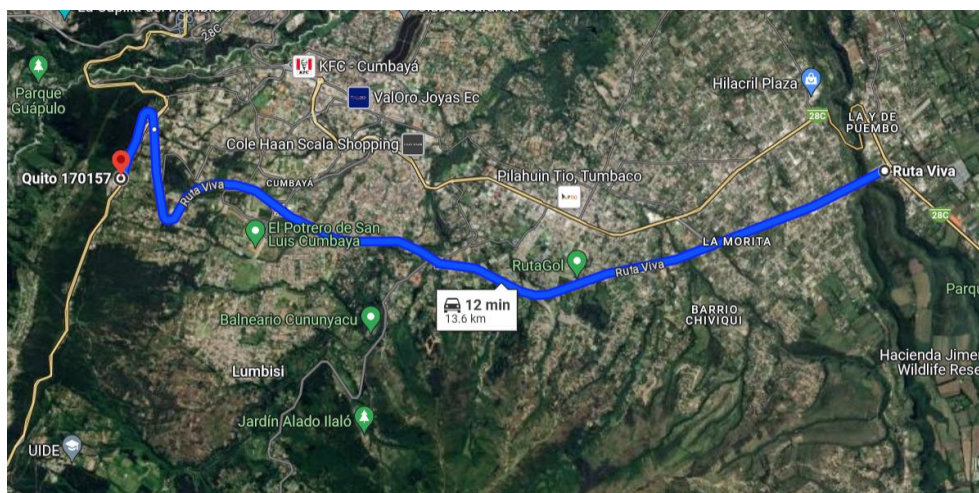 28C
Parque
Guápulo
KFC - Cumbayá
KFC
ValOro Joyas Ec
Hilacril Plaza
28C
LA Y DE
PUEMBO
Cole Haan Scala Shopping
Quito 170157
CUMBAYÁ
Ruta Viva
Pilahuin Tio, Tumbaco
Ruta Viva
28C
El Potrero de San
Luis Cumbaya
LA MORITA
RutaGol
Ruta Viva
12 min
13.6 km
BARRIO
CHIVIQUI
Balneario Cununyacu
Lumbisi
Hacienda Jime
Wildlife Rese
Jardín Alado Ilaló
UIDE